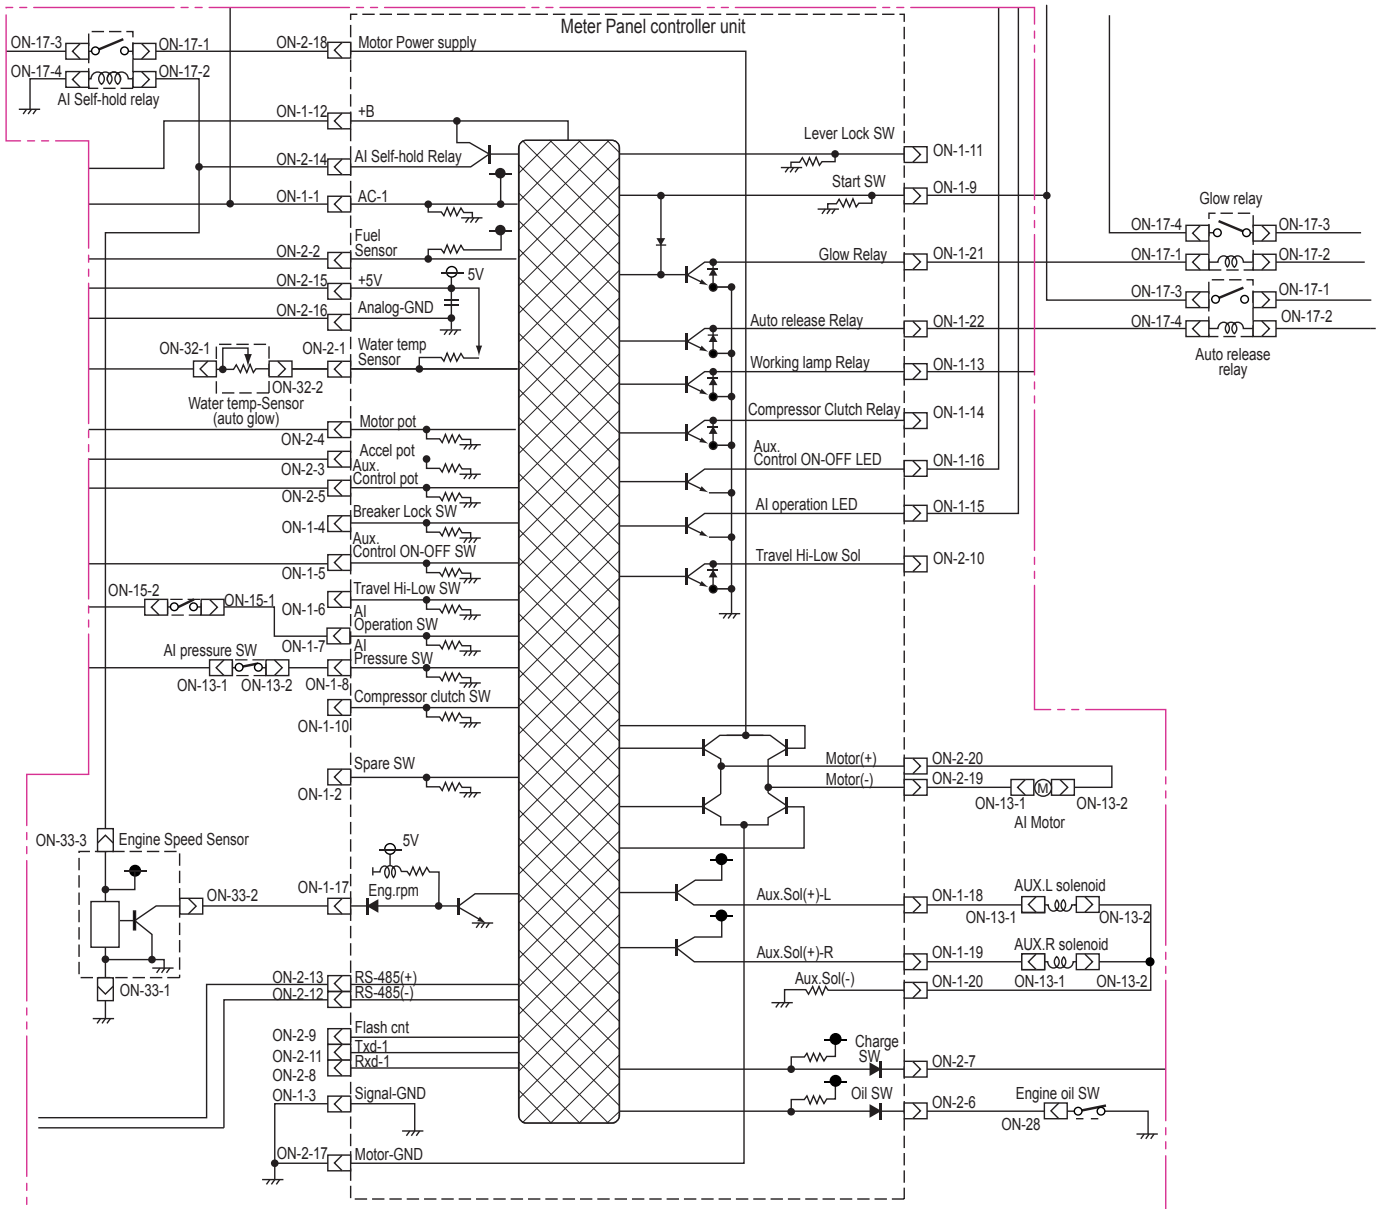 Meter Panel controller unit
ON-17-3
ON-17-1
ON-2-18
Motor Power supply
ON-17-4
ON-17-2
AI Self-hold relay
ON-1-12
+B
ON-2-14
AI Self-hold Relay
ON-1-1
AC-1
Fuel
Sensor
ON-2-2
ON-2-15
+5V
5V
ON-2-16
Analog-GND
ON-32-1
ON-2-1
Water temp
Sensor
ON-32-2
Water temp-Sensor
(auto glow)
Motor pot
ON-2-4
Accel pot
ON-2-3
Aux.
Control pot
ON-2-5
Breaker Lock SW
ON-1-4
Aux.
Control ON-OFF SW
ON-1-5
ON-15-2
ON-15-1
Travel Hi-Low SW
ON-1-6
AI
Operation SW
ON-1-7
AI
Pressure SW
AI pressure SW
ON-13-1
ON-13-2
ON-1-8
Compressor clutch SW
ON-1-10
Spare SW
ON-1-2
ON-33-3
Engine Speed Sensor
5V
ON-33-2
ON-1-17
Eng.rpm
ON-33-1
ON-2-13
RS-485(+)
ON-2-12
RS-485(-)
ON-2-9
Flash cnt
ON-2-11
Txd-1
Rxd-1
ON-2-8
ON-1-3
Signal-GND
ON-2-17
Motor-GND
Lever Lock SW
ON-1-11
Start SW
ON-1-9
Glow Relay
ON-1-21
Auto release Relay
ON-1-22
Working lamp Relay
ON-1-13
Compressor Clutch Relay
ON-1-14
Aux.
Control ON-OFF LED
ON-1-16
AI operation LED
ON-1-15
Travel Hi-Low Sol
ON-2-10
Glow relay
ON-17-4
ON-17-3
ON-17-1
ON-17-2
ON-17-3
ON-17-1
ON-17-4
ON-17-2
Auto release
relay
Motor(+)
ON-2-20
Motor(-)
ON-2-19
M
ON-13-1
ON-13-2
AI Motor
Aux.Sol(+)-L
ON-1-18
AUX.L solenoid
ON-13-1
ON-13-2
Aux.Sol(+)-R
ON-1-19
AUX.R solenoid
ON-13-1
ON-13-2
Aux.Sol(-)
ON-1-20
Charge
SW
ON-2-7
Oil SW
ON-2-6
Engine oil SW
ON-28